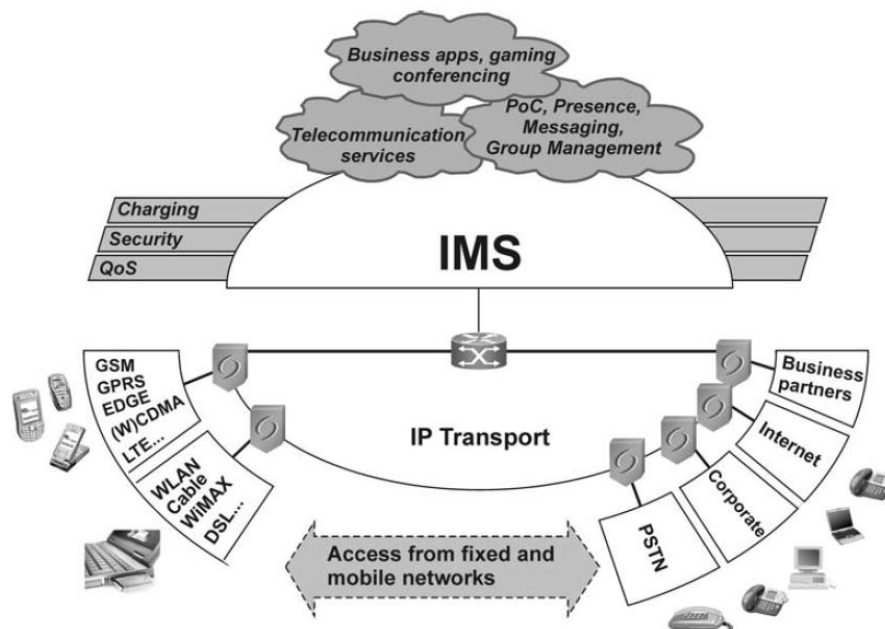 Business apps, gaming
conferencing
PoC, Presence,
Messaging,
Group Management
Telecommunication
services
Charging
Security
QoS
IMS
GSM
GPRS
EDGE
(W)CDMA
LTE...
WLAN
Cable
WiMAX
DSL...
IP Transport
Business
partners
Internet
Corporate
PSTN
Access from fixed and
mobile networks